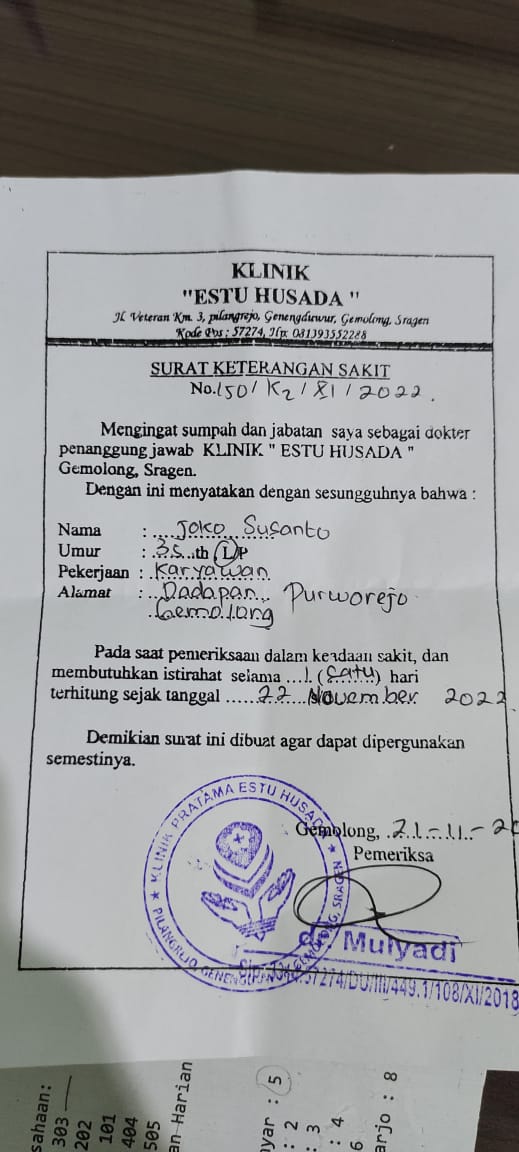 KLINIK
"ESTU HUSADA "
Jl. Veteran Km. 3, pilangrejo, Genengduwur, Gemolong, Sragen
Kode Pos : 57274, Hp. 081393552288
SURAT KETERANGAN SAKIT
No.150/ K2 / XI / 2022.
Mengingat sumpah dan jabatan saya sebagai dokter
penanggung jawab KLINIK " ESTU HUSADA "
Gemolong, Sragen.
Dengan ini menyatakan dengan sesungguhnya bahwa :
Nama : Joko Susanto
Umur : 35 th (L)/P
Pekerjaan : Karyawan
Alamat : Dadapan Purworejo
Gemolong
Pada saat pemeriksaan dalam keadaan sakit, dan
membutuhkan istirahat selama ...1. (satu) hari
terhitung sejak tanggal ......22...November 2022.
Demikian surat ini dibuat agar dapat dipergunakan
semestinya.
Gemolong, 21-11-20
Pemeriksa
★ KLINIK PRATAMA ESTU HUSADA ★
PILANGREJO, GENENGDUWUR, GEMOLONG, SRAGEN
dr. Mulyadi
57274/DU/III/449.1/108/XI/2018
sahaan:
303
202
101
404
505
an Harian
yar : 5
: 2
: 3
: 4
6
arjo : 8